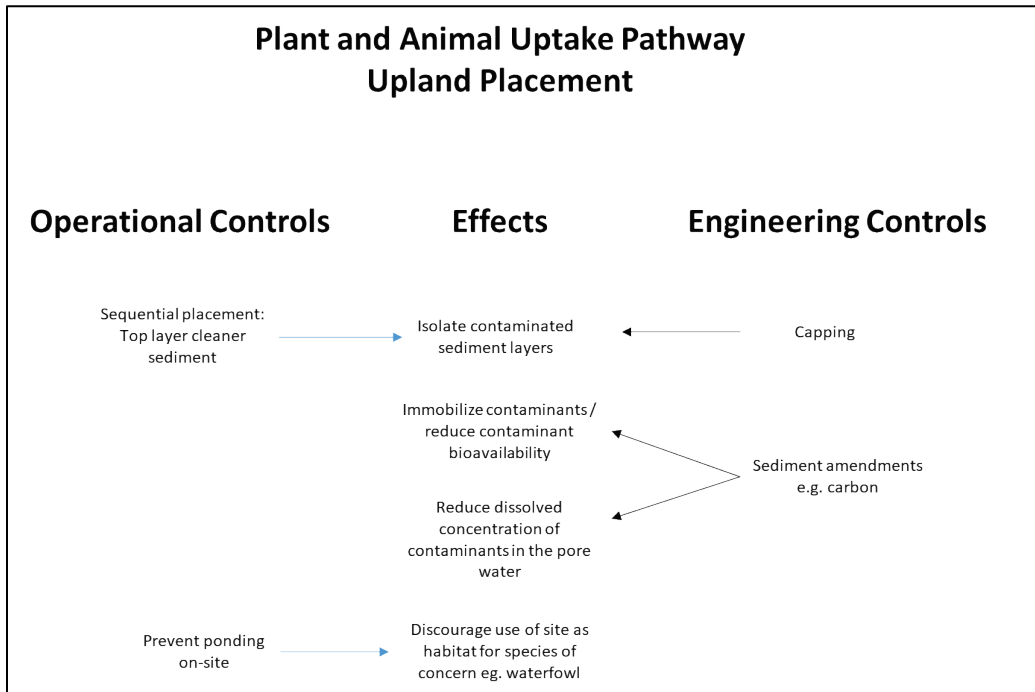 Plant and Animal Uptake Pathway
Upland Placement
Operational Controls
Effects
Engineering Controls
Sequential placement:
Top layer cleaner
sediment
Isolate contaminated
sediment layers
Capping
Immobilize contaminants /
reduce contaminant
bioavailability
Sediment amendments
e.g. carbon
Reduce dissolved
concentration of
contaminants in the pore
water
Prevent ponding
on-site
Discourage use of site as
habitat for species of
concern eg. waterfowl